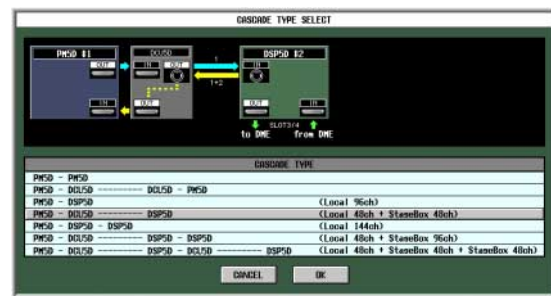 CASCADE TYPE SELECT
PM5D #1 DCU5D DSP5D #2
OUT IN OUT 1 IN
1+2
IN OUT OUT IN
SLOT3/4
to DME from DME
CASCADE TYPE
PM5D - PM5D
PM5D - DCU5D ---------- DCU5D - PM5D
PM5D - DSP5D (Local 96ch)
PM5D - DCU5D ---------- DSP5D (Local 48ch + StageBox 48ch)
PM5D - DSP5D - DSP5D (Local 144ch)
PM5D - DCU5D ---------- DSP5D - DSP5D (Local 48ch + StageBox 96ch)
PM5D - DCU5D ---------- DSP5D - DCU5D ---------- DSP5D (Local 48ch + StageBox 48ch + StageBox 48ch)
CANCEL OK